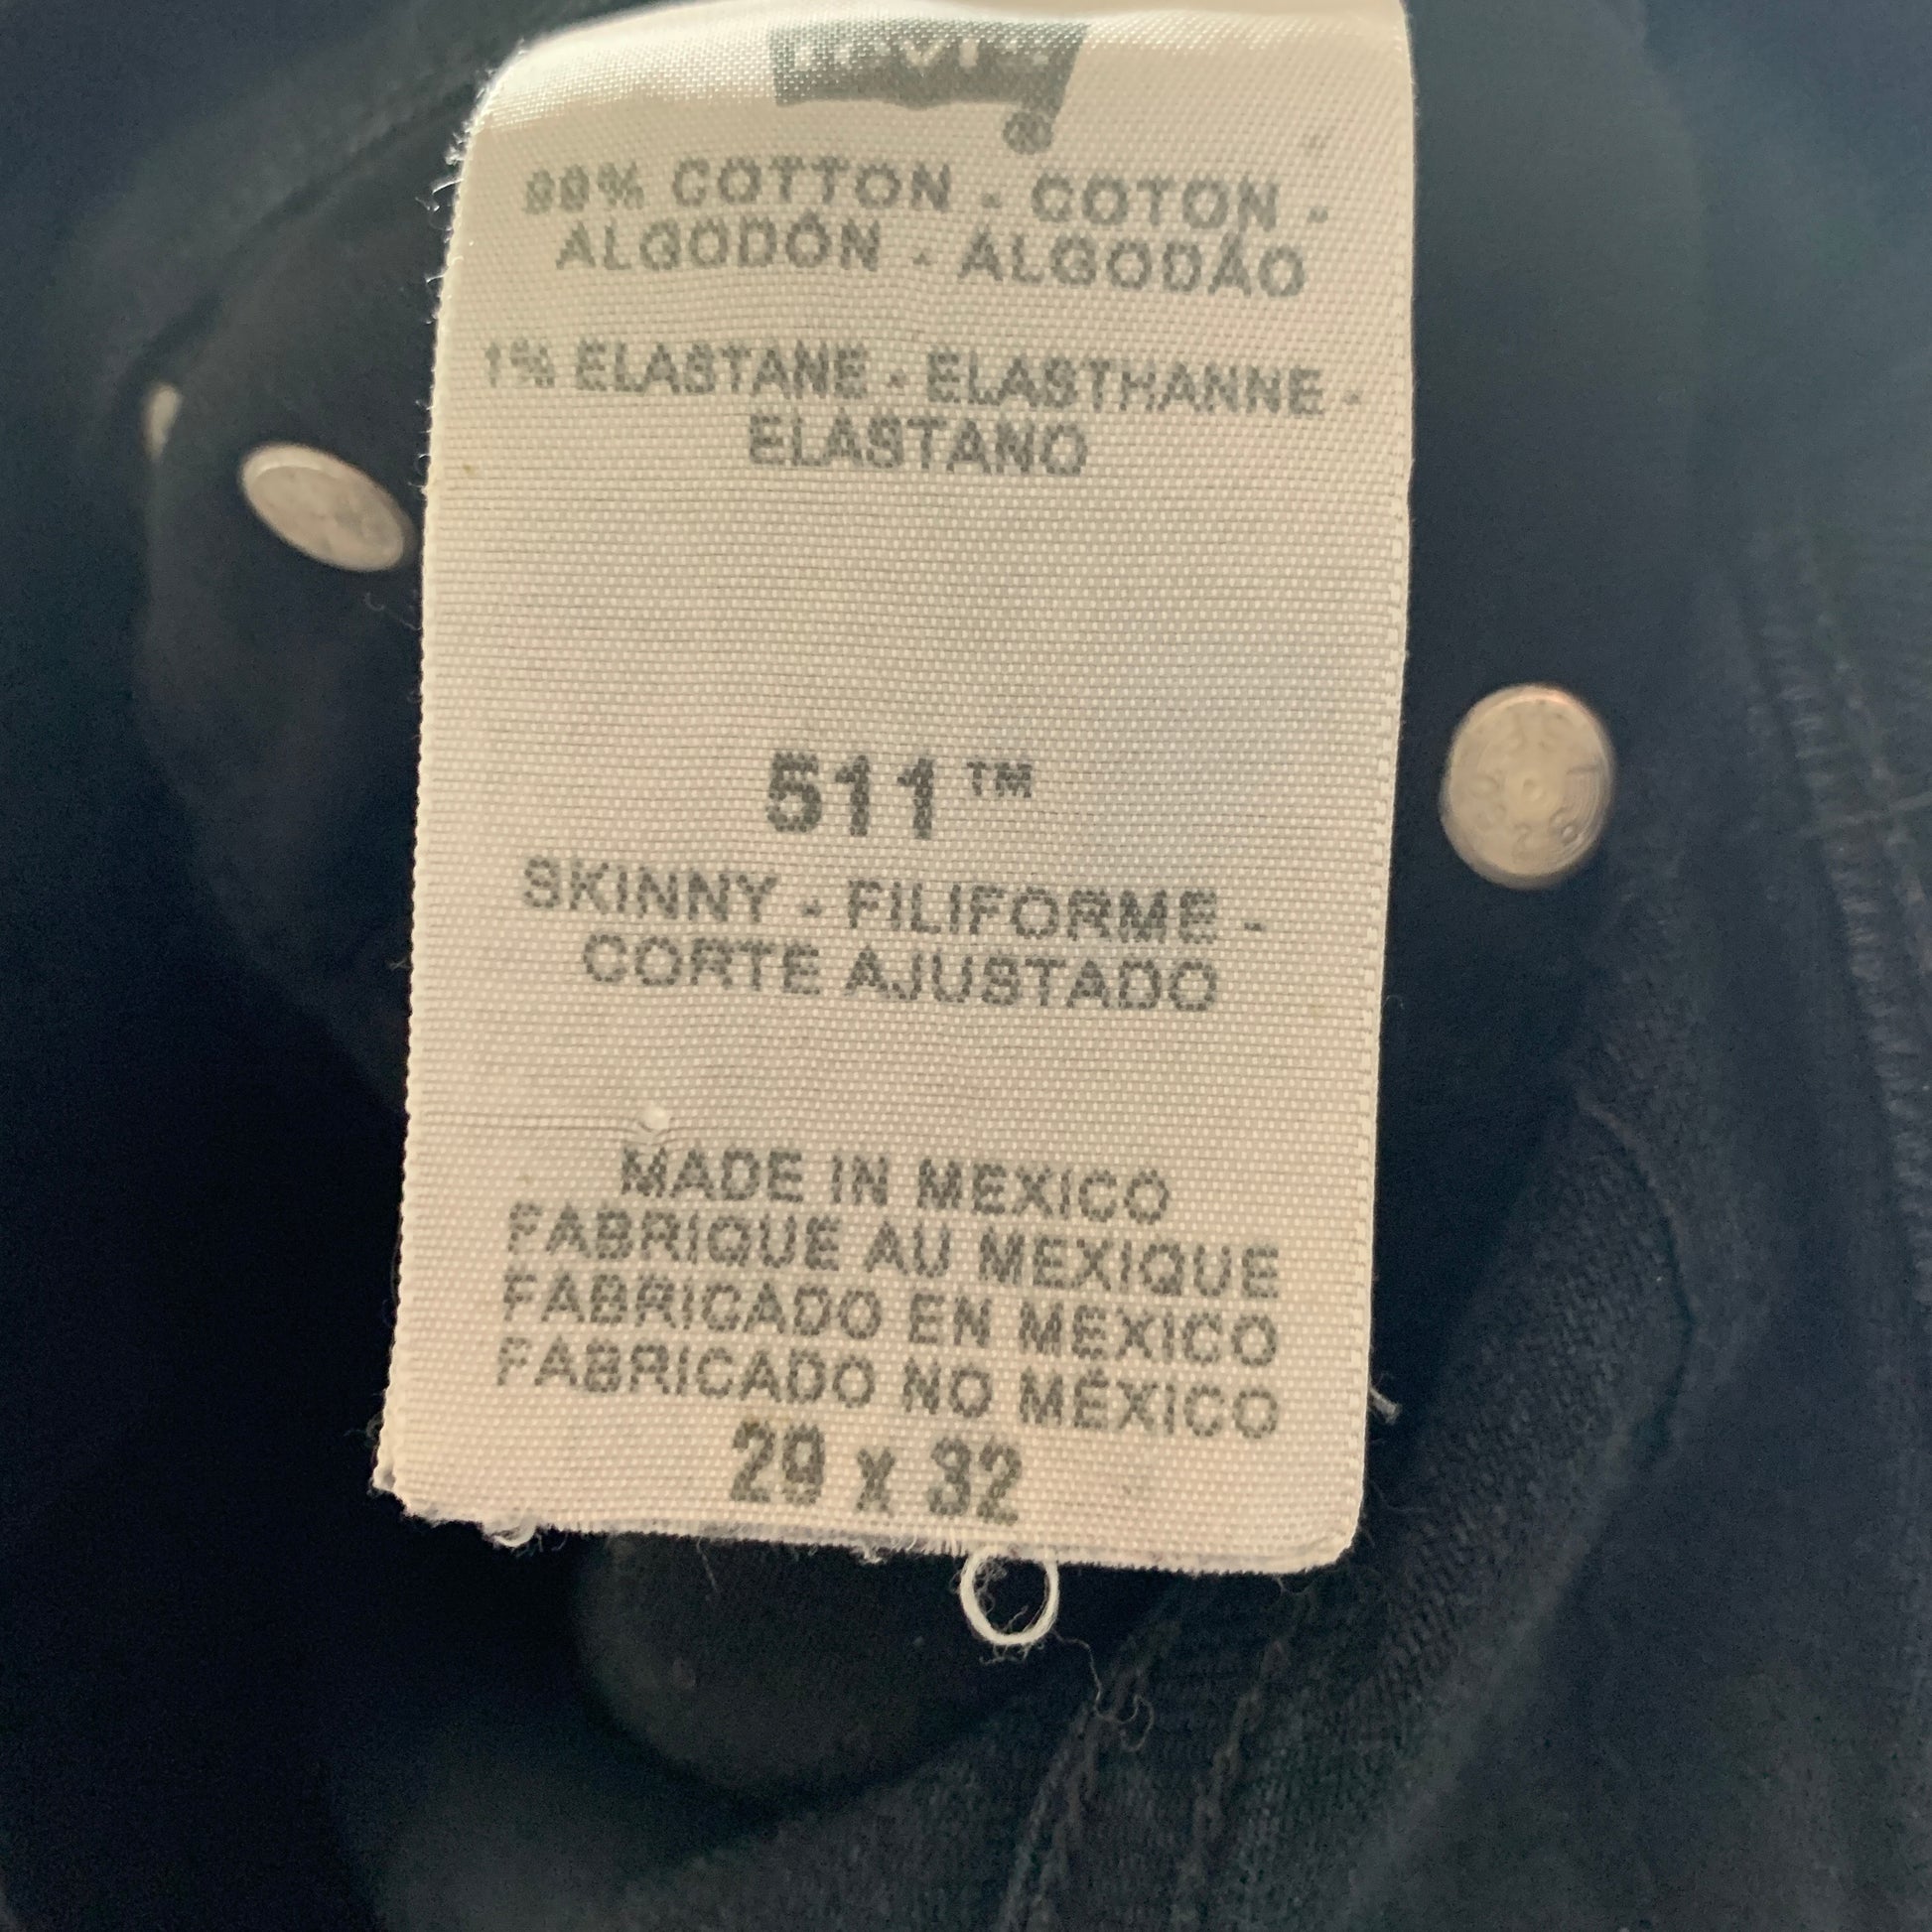 Levi's
®
99% COTTON - COTON -
ALGODÓN - ALGODÃO
1% ELASTANE - ELASTHANNE -
ELASTANO
511™
SKINNY - FILIFORME -
CORTE AJUSTADO
MADE IN MEXICO
FABRIQUE AU MEXIQUE
FABRICADO EN MEXICO
FABRICADO NO MÉXICO
29 x 32